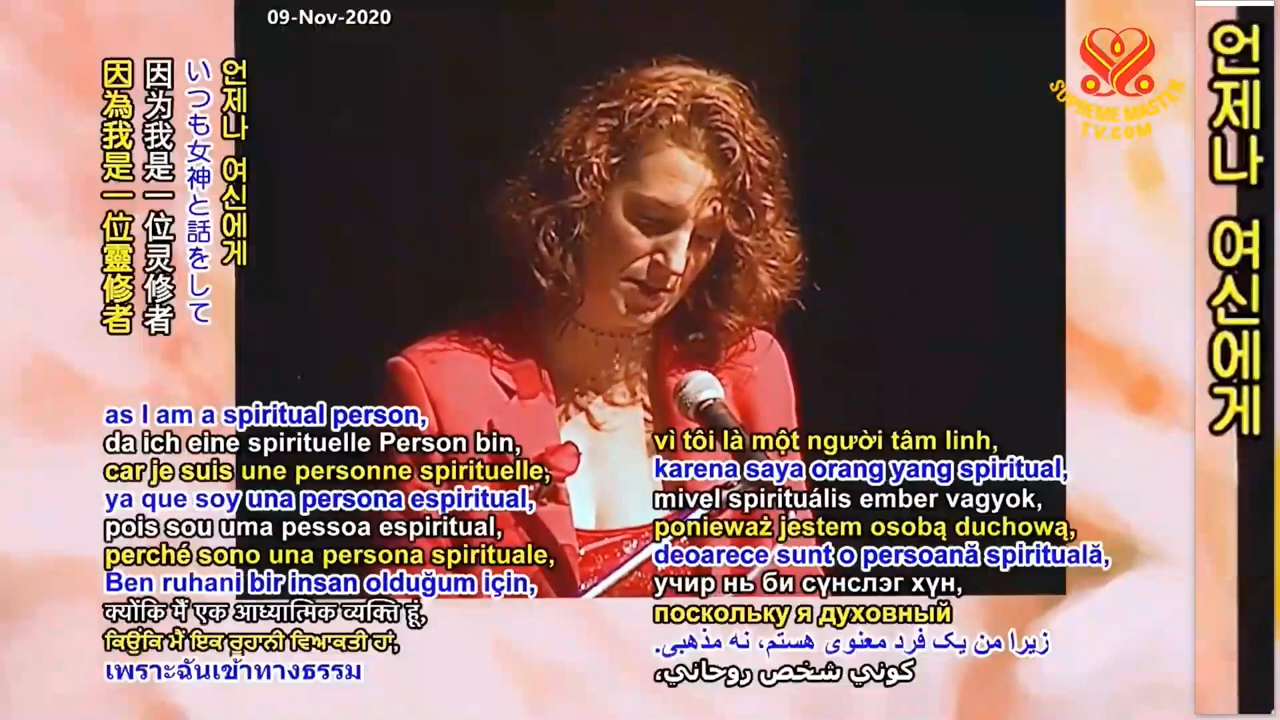 09-Nov-2020
SUPREME MASTER
TV.COM
언제나 여신에게
언제나 여신에게
いつも女神と話をして
因为我是一位灵修者
因為我是一位靈修者
as I am a spiritual person,
da ich eine spirituelle Person bin,
car je suis une personne spirituelle,
ya que soy una persona espiritual,
pois sou uma pessoa espiritual,
perché sono una persona spirituale,
Ben ruhani bir insan olduğum için,
क्योंकि मैं एक आध्यात्मिक व्यक्ति हूं,
ਕਿਉਂਕਿ ਮੈਂ ਇਕ ਰੁਹਾਨੀ ਵਿਆਕਤੀ ਹਾਂ,
เพราะฉันเข้าทางธรรม
vì tôi là một người tâm linh,
karena saya orang yang spiritual,
mivel spirituális ember vagyok,
ponieważ jestem osobą duchową,
deoarece sunt o persoană spirituală,
учир нь би сүнслэг хүн,
поскольку я духовный
زیرا من یک فرد معنوی هستم، نه مذهبی.
كوني شخص روحاني،